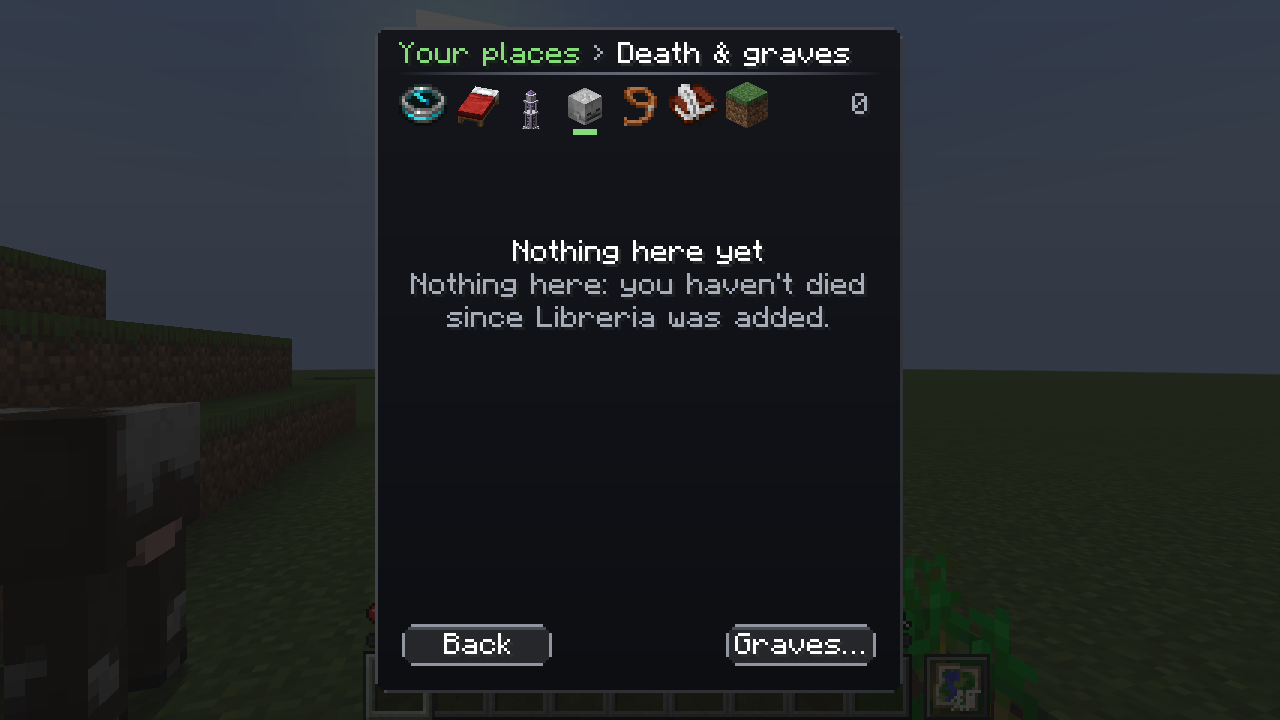 Your places > Death & graves
0
Nothing here yet
Nothing here: you haven't died
since Libreria was added.
Back
Graves...